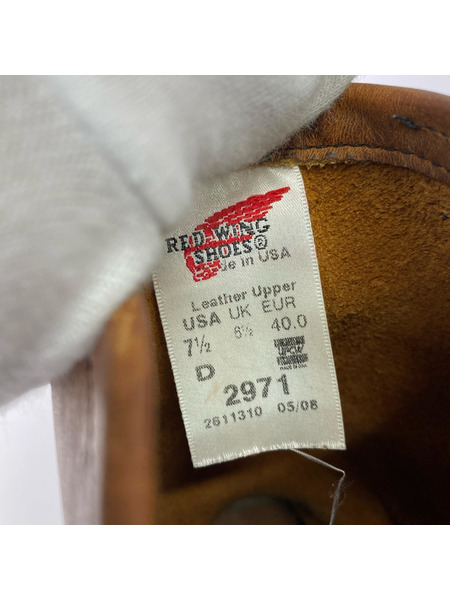 RED WING
SHOES®
de in USA
Leather Upper
USA UK EUR
7½ 6½ 40.0
D
2971
2611310 05/08